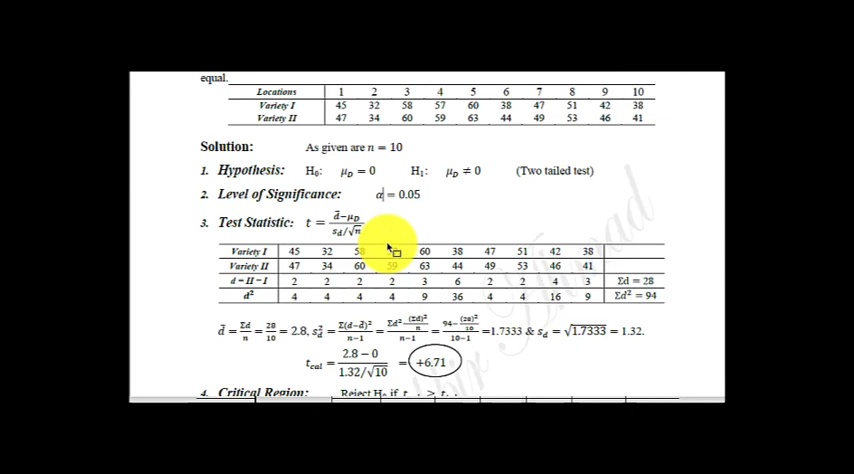 equal.
Locations 1 2 3 4 5 6 7 8 9 10
Variety I 45 32 58 57 60 38 47 51 42 38
Variety II 47 34 60 59 63 44 49 53 46 41
Solution: As given are n = 10
1. Hypothesis: H₀: μ_D = 0 H₁: μ_D ≠ 0 (Two tailed test)
2. Level of Significance: α = 0.05
3. Test Statistic: t = (d̄−μ_D)/(s_d/√n)
Variety I 45 32 58 60 38 47 51 42 38
Variety II 47 34 60 59 63 44 49 53 46 41
d = II − I 2 2 2 2 3 6 2 2 4 3 Σd = 28
d² 4 4 4 4 9 36 4 4 16 9 Σd² = 94
d̄ = Σd/n = 28/10 = 2.8, s_d² = Σ(d−d̄)²/(n−1) = (Σd²−(Σd)²/n)/(n−1) = (94−(28)²/10)/(10−1) =1.7333 & s_d = √1.7333 = 1.32.
t_cal = (2.8 − 0)/(1.32/√10) = +6.71
4. Critical Region: Reject H₀ if